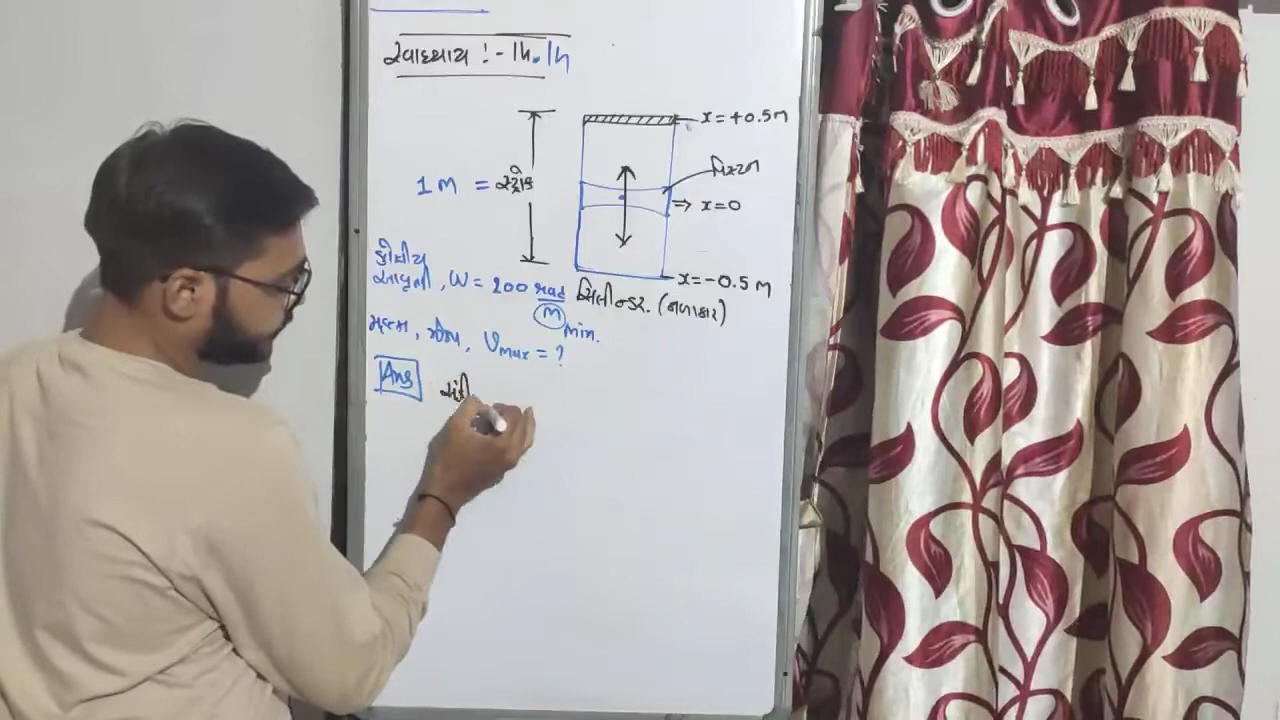 સ્વાધ્યાય :- 14.14
x = +0.5m
પિસ્ટન
1 m = સ્ટ્રોક
⇒ x = 0
x = -0.5 m
કોણીય
આવૃત્તી, ω = 200 rad
m min.
સિલીન્ડર. (નળાકાર)
મહત્તમ, વેગ, Vmax = ?
Ans